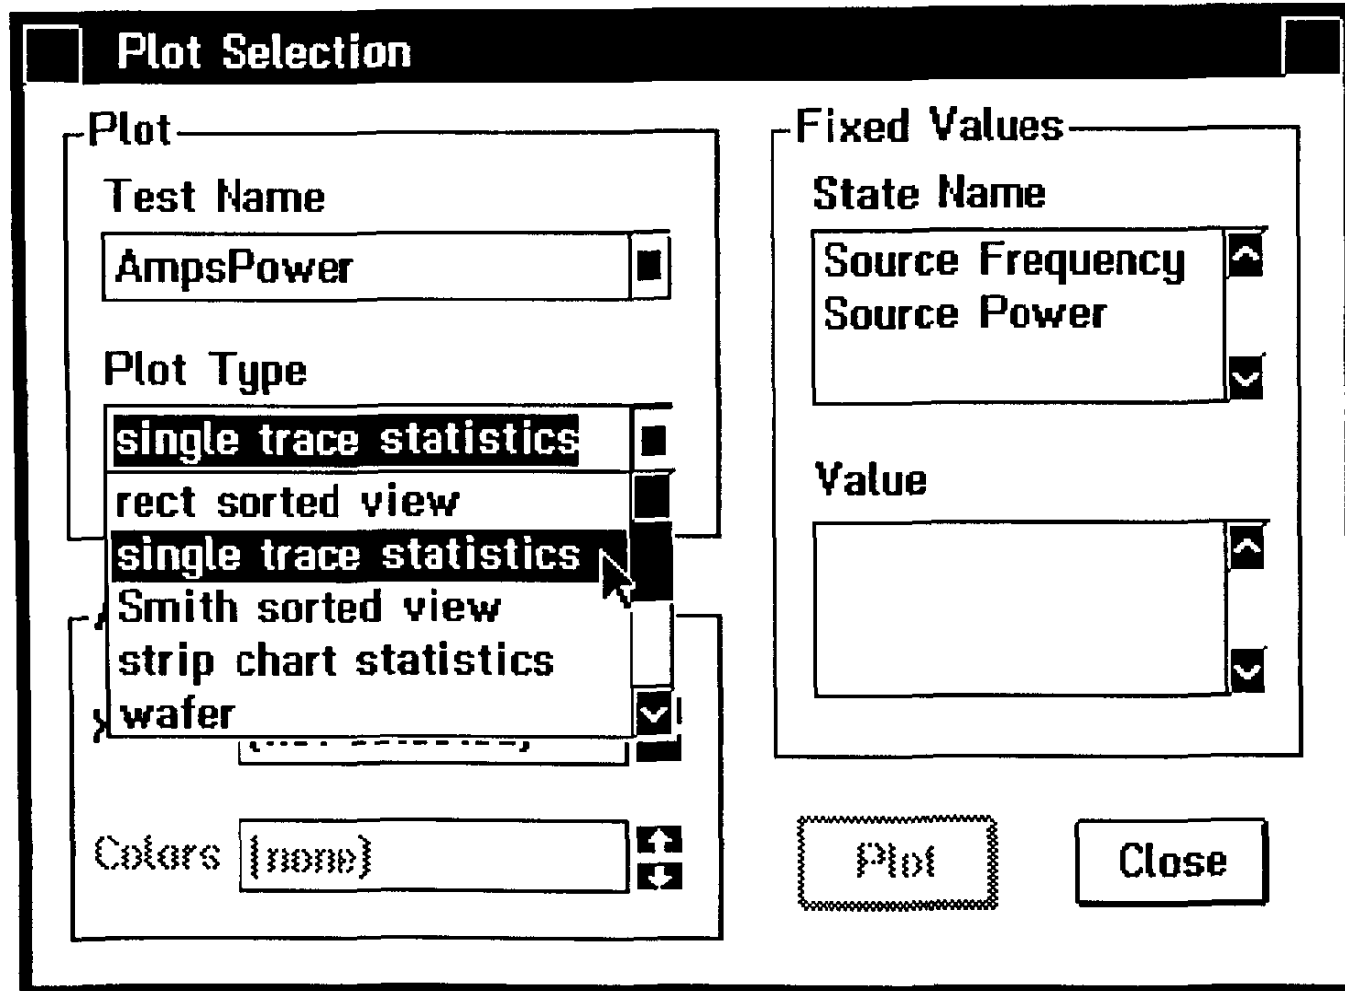 Plot Selection
Plot
Test Name
AmpsPower
Plot Type
single trace statistics
rect sorted view
single trace statistics
Smith sorted view
strip chart statistics
wafer
Colors (none)
Fixed Values
State Name
Source Frequency
Source Power
Value
Plot
Close